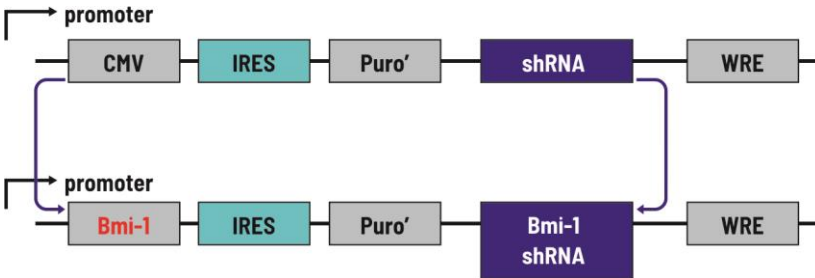 promoter
CMV IRES Puro' shRNA WRE
promoter
Bmi-1 IRES Puro' Bmi-1 WRE
shRNA